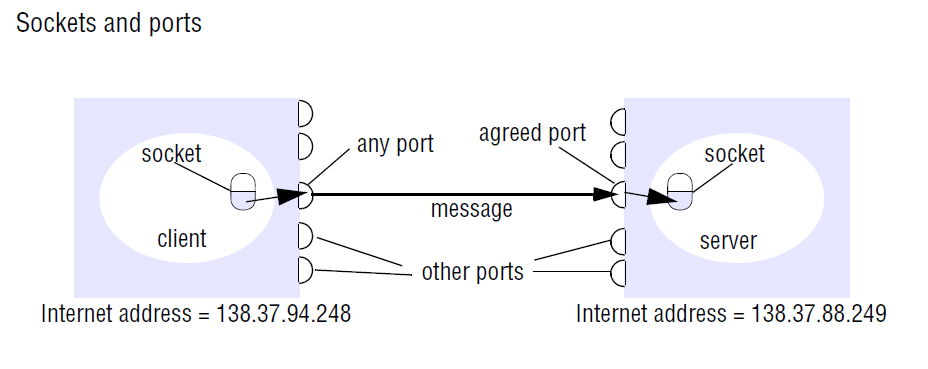 Sockets and ports
socket
any port
agreed port
socket
message
client
server
other ports
Internet address = 138.37.94.248
Internet address = 138.37.88.249